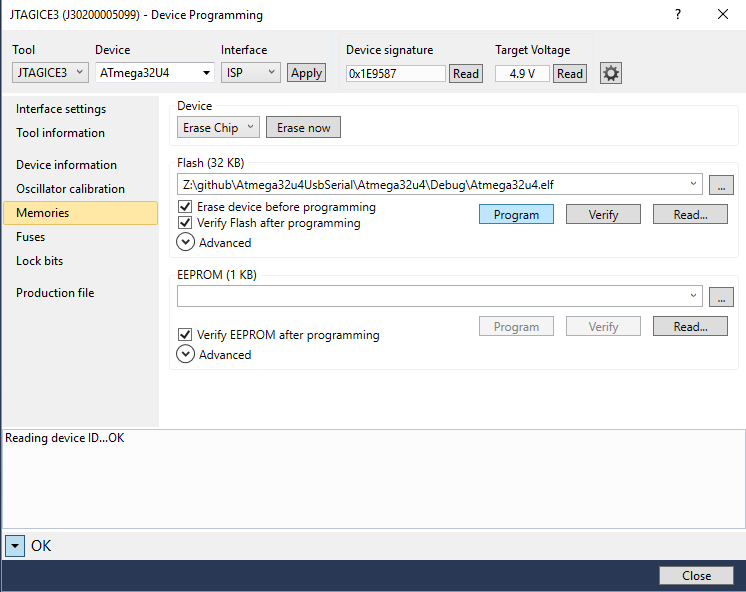 JTAGICE3 (J30200005099) - Device Programming
Tool Device Interface Device signature Target Voltage
JTAGICE3 ATmega32U4 ISP Apply 0x1E9587 Read 4.9 V Read
Interface settings
Tool information
Device information
Oscillator calibration
Memories
Fuses
Lock bits
Production file
Device
Erase Chip Erase now
Flash (32 KB)
Z:\github\Atmega32u4UsbSerial\Atmega32u4\Debug\Atmega32u4.elf ...
Erase device before programming
Verify Flash after programming
Program Verify Read...
Advanced
EEPROM (1 KB)
...
Verify EEPROM after programming
Program Verify Read...
Advanced
Reading device ID...OK
OK
Close